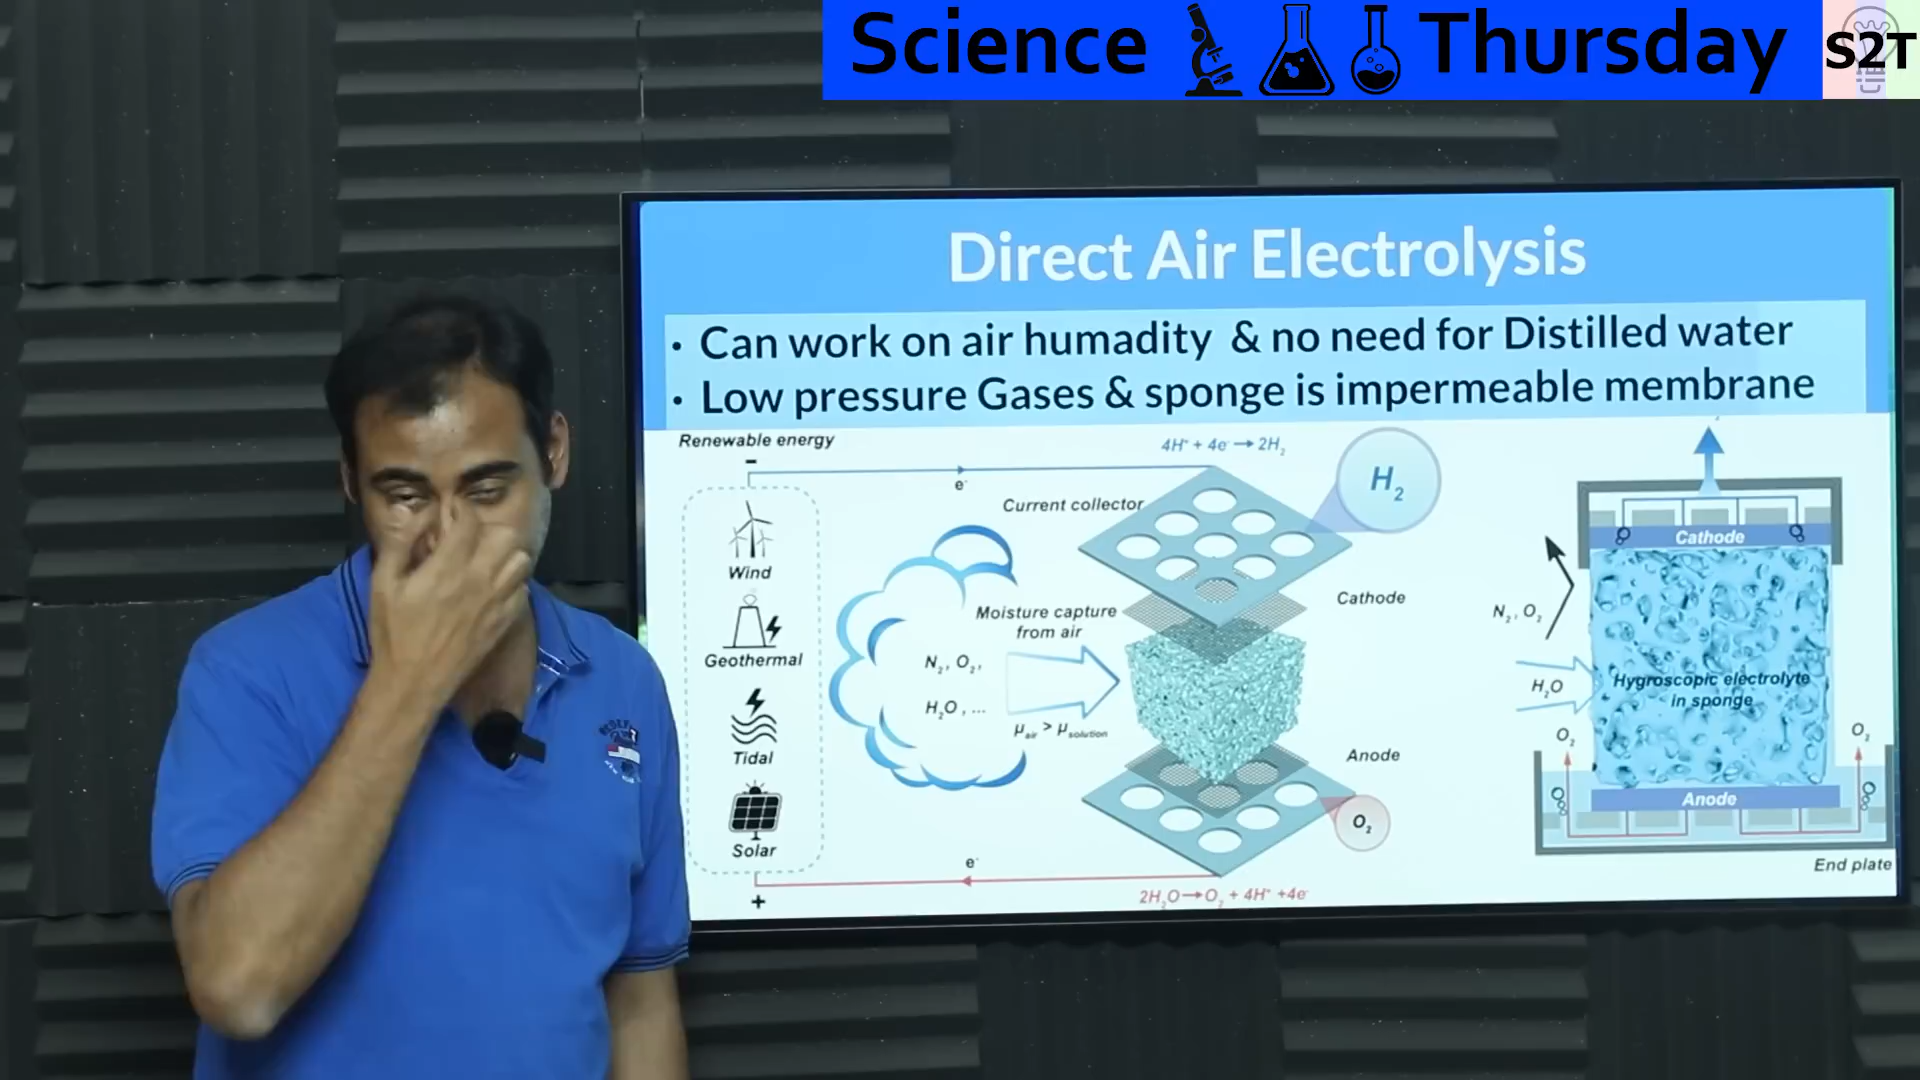 Science Thursday
S2T
Direct Air Electrolysis
• Can work on air humadity & no need for Distilled water
• Low pressure Gases & sponge is impermeable membrane
Renewable energy
−
e-
4H+ + 4e- → 2H2
H2
Current collector
Wind
Cathode
Moisture capture
from air
N2, O2,
H2O, ...
μair > μsolution
Geothermal
Tidal
Anode
Solar
O2
e-
+
2H2O→O2 + 4H+ +4e-
Cathode
N2, O2
H2O
Hygroscopic electrolyte
in sponge
O2
O2
Anode
End plate